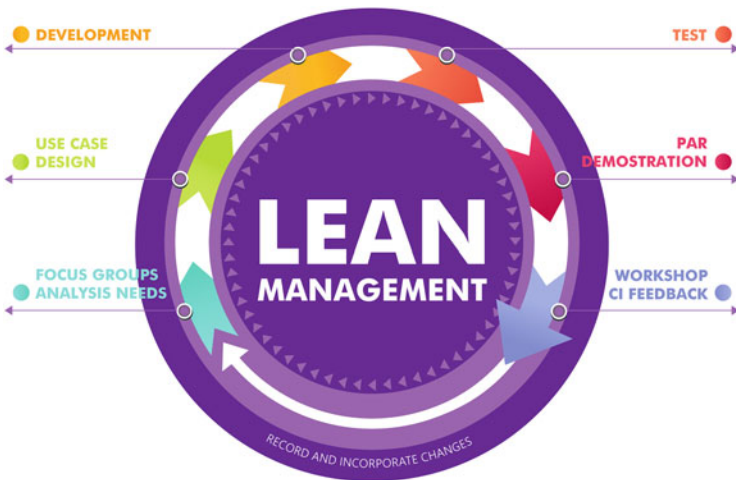 DEVELOPMENT
TEST
USE CASE
DESIGN
PAR
DEMOSTRATION
LEAN
MANAGEMENT
FOCUS GROUPS
ANALYSIS NEEDS
WORKSHOP
CI FEEDBACK
RECORD AND INCORPORATE CHANGES